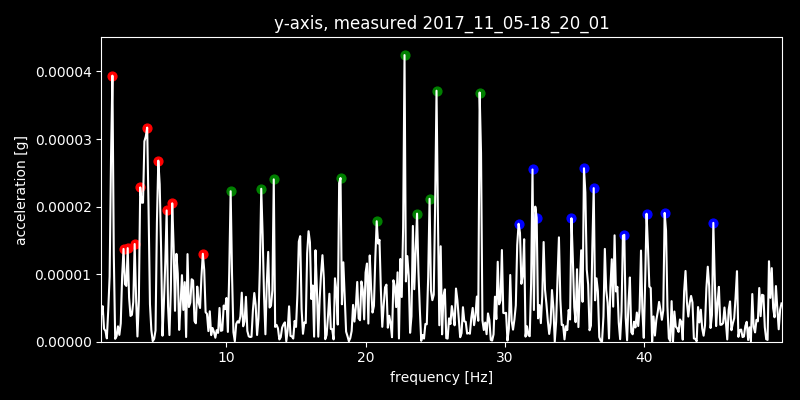 y-axis, measured 2017_11_05-18_20_01
0.00004
0.00003
0.00002
0.00001
0.00000
acceleration [g]
10 20 30 40
frequency [Hz]